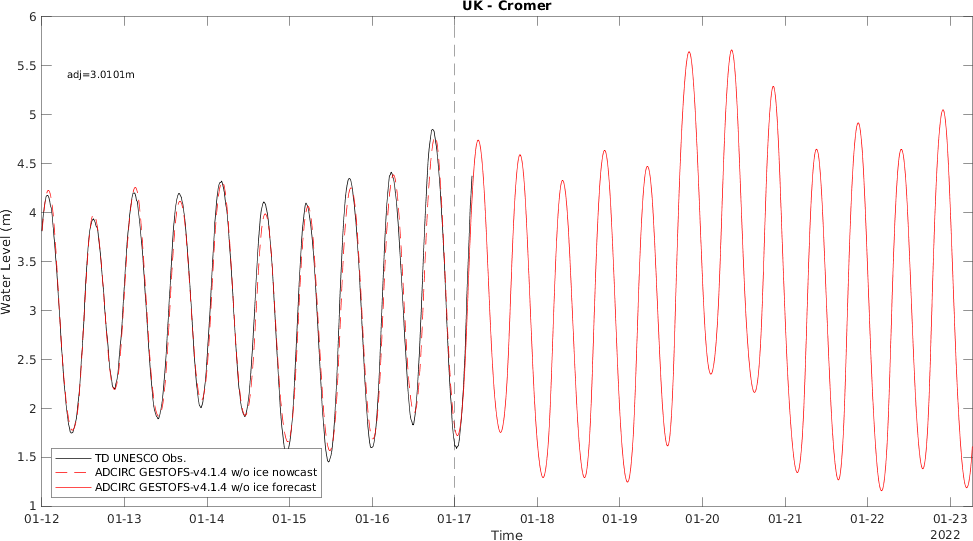 UK - Cromer
6
5.5
5
4.5
4
3.5
3
2.5
2
1.5
1
Water Level (m)
adj=3.0101m
TD UNESCO Obs.
ADCIRC GESTOFS-v4.1.4 w/o ice nowcast
ADCIRC GESTOFS-v4.1.4 w/o ice forecast
01-12 01-13 01-14 01-15 01-16 01-17 01-18 01-19 01-20 01-21 01-22 01-23
2022
Time